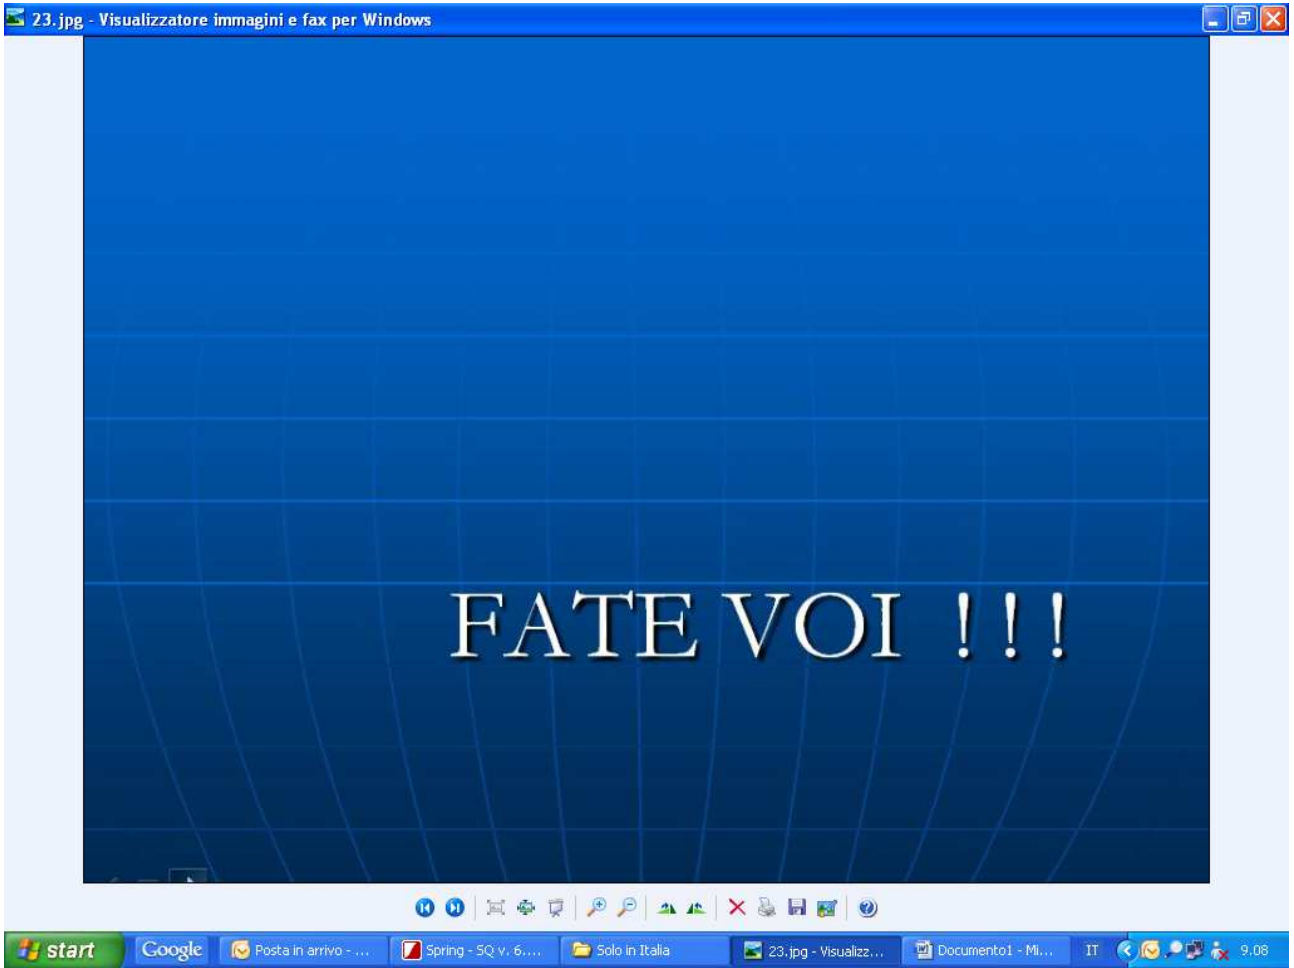 23.jpg - Visualizzatore immagini e fax per Windows
FATE VOI !!!
start
Google
Posta in arrivo - ...
Spring - SQ v. 6....
Solo in Italia
23.jpg - Visualizz...
Documento1 - Mi...
IT
9.08